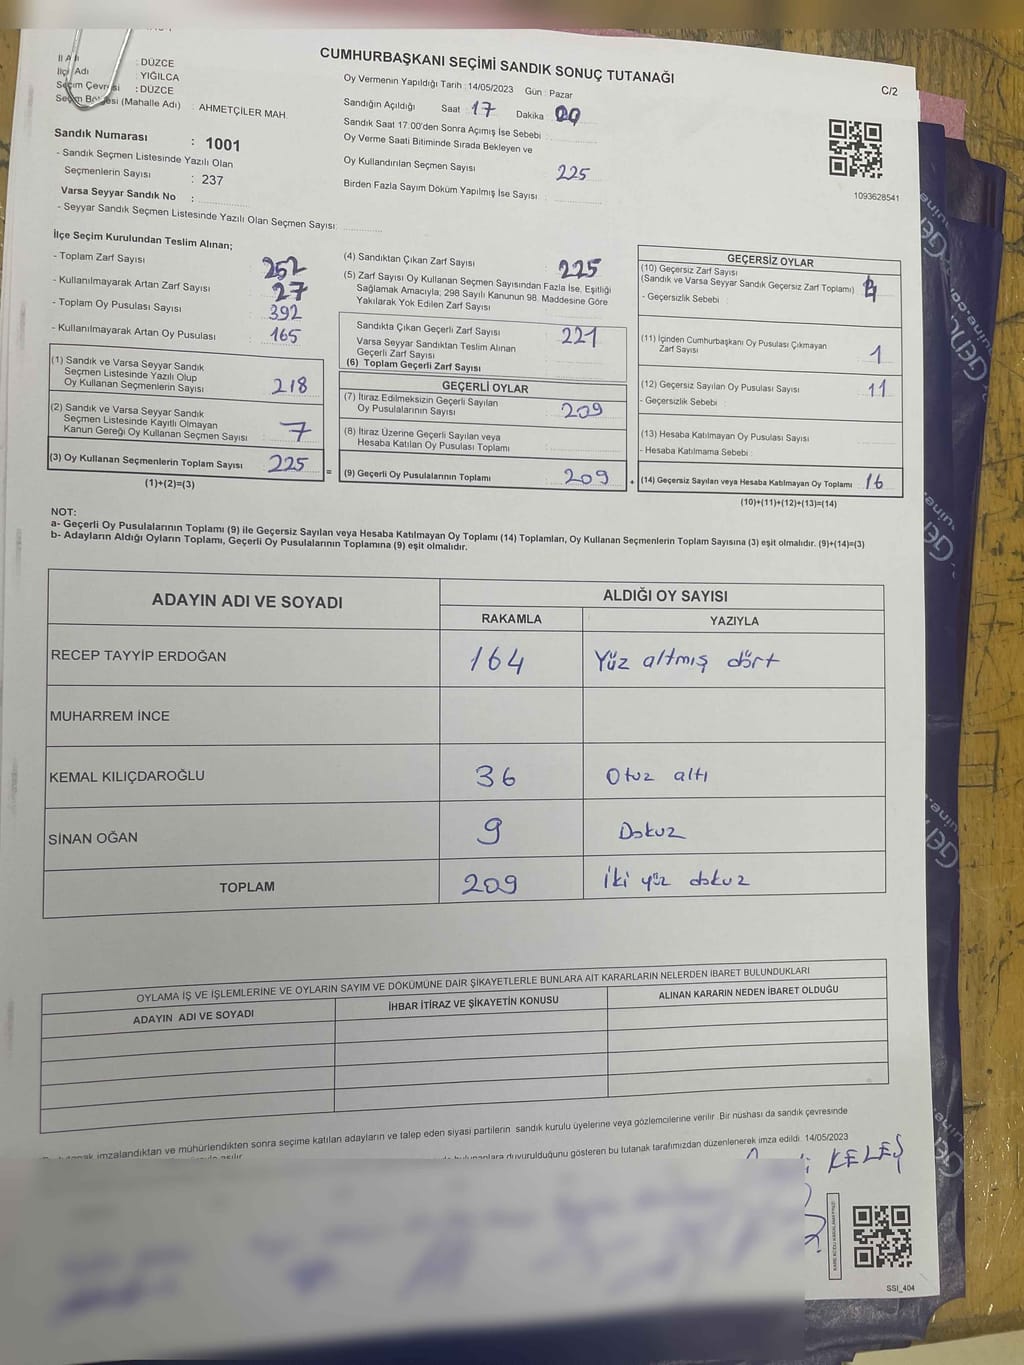 CUMHURBAŞKANI SEÇİMİ SANDIK SONUÇ TUTANAĞI
C/2
İl Adı : DÜZCE
İlçe Adı : YIĞILCA
Seçim Çevresi : DÜZCE
Seçim Bölgesi (Mahalle Adı) : AHMETÇİLER MAH.
Sandık Numarası : 1001
- Sandık Seçmen Listesinde Yazılı Olan
Seçmenlerin Sayısı : 237
Varsa Seyyar Sandık No :
- Seyyar Sandık Seçmen Listesinde Yazılı Olan Seçmen Sayısı:
Oy Vermenin Yapıldığı Tarih : 14/05/2023 Gün : Pazar
Sandığın Açıldığı Saat 17 Dakika 00
Sandık Saat 17:00'den Sonra Açımış İse Sebebi :
Oy Verme Saati Bitiminde Sırada Bekleyen ve
Oy Kullandırılan Seçmen Sayısı 225
Birden Fazla Sayım Döküm Yapılmış İse Sayısı :
1093628541
İlçe Seçim Kurulundan Teslim Alınan;
- Toplam Zarf Sayısı 252
- Kullanılmayarak Artan Zarf Sayısı 27
- Toplam Oy Pusulası Sayısı 392
- Kullanılmayarak Artan Oy Pusulası 165
(1) Sandık ve Varsa Seyyar Sandık
Seçmen Listesinde Yazılı Olup
Oy Kullanan Seçmenlerin Sayısı 218
(2) Sandık ve Varsa Seyyar Sandık
Seçmen Listesinde Kayıtlı Olmayan
Kanun Gereği Oy Kullanan Seçmen Sayısı 7
(3) Oy Kullanan Seçmenlerin Toplam Sayısı 225
(1)+(2)=(3)
=
(4) Sandıktan Çıkan Zarf Sayısı 225
(5) Zarf Sayısı Oy Kullanan Seçmen Sayısından Fazla İse, Eşitliği
Sağlamak Amacıyla, 298 Sayılı Kanunun 98. Maddesine Göre
Yakılarak Yok Edilen Zarf Sayısı
Sandıkta Çıkan Geçerli Zarf Sayısı 221
Varsa Seyyar Sandıktan Teslim Alınan
Geçerli Zarf Sayısı
(6) Toplam Geçerli Zarf Sayısı
GEÇERLİ OYLAR
(7) İtiraz Edilmeksizin Geçerli Sayılan
Oy Pusulalarının Sayısı 209
(8) İtiraz Üzerine Geçerli Sayılan veya
Hesaba Katılan Oy Pusulası Toplamı
(9) Geçerli Oy Pusulalarının Toplamı 209
+
GEÇERSİZ OYLAR
(10) Geçersiz Zarf Sayısı
(Sandık ve Varsa Seyyar Sandık Geçersiz Zarf Toplamı)
- Geçersizlik Sebebi :
(11) İçinden Cumhurbaşkanı Oy Pusulası Çıkmayan
Zarf Sayısı 1
(12) Geçersiz Sayılan Oy Pusulası Sayısı 11
- Geçersizlik Sebebi :
(13) Hesaba Katılmayan Oy Pusulası Sayısı
- Hesaba Katılmama Sebebi :
(14) Geçersiz Sayılan veya Hesaba Katılmayan Oy Toplamı 16
(10)+(11)+(12)+(13)=(14)
NOT:
a- Geçerli Oy Pusulalarının Toplamı (9) ile Geçersiz Sayılan veya Hesaba Katılmayan Oy Toplamı (14) Toplamları, Oy Kullanan Seçmenlerin Toplam Sayısına (3) eşit olmalıdır. (9)+(14)=(3)
b- Adayların Aldığı Oyların Toplamı, Geçerli Oy Pusulalarının Toplamına (9) eşit olmalıdır.
ADAYIN ADI VE SOYADI ALDIĞI OY SAYISI
RAKAMLA YAZIYLA
RECEP TAYYİP ERDOĞAN 164 Yüz altmış dört
MUHARREM İNCE
KEMAL KILIÇDAROĞLU 36 Otuz altı
SİNAN OĞAN 9 Dokuz
TOPLAM 209 İki yüz dokuz
OYLAMA İŞ VE İŞLEMLERİNE VE OYLARIN SAYIM VE DÖKÜMÜNE DAİR ŞİKAYETLERLE BUNLARA AİT KARARLARIN NELERDEN İBARET BULUNDUKLARI
ADAYIN ADI VE SOYADI İHBAR İTİRAZ VE ŞİKAYETİN KONUSU ALINAN KARARIN NEDEN İBARET OLDUĞU
imzalandıktan ve mühürlendikten sonra seçime katılan adayların ve talep eden siyasi partilerin sandık kurulu üyelerine veya gözlemcilerine verilir. Bir nüshası da sandık çevresinde
duyurulduğunu gösteren bu tutanak tarafımızdan düzenlenerek imza edildi. 14/05/2023
KELEŞ
SSI_404